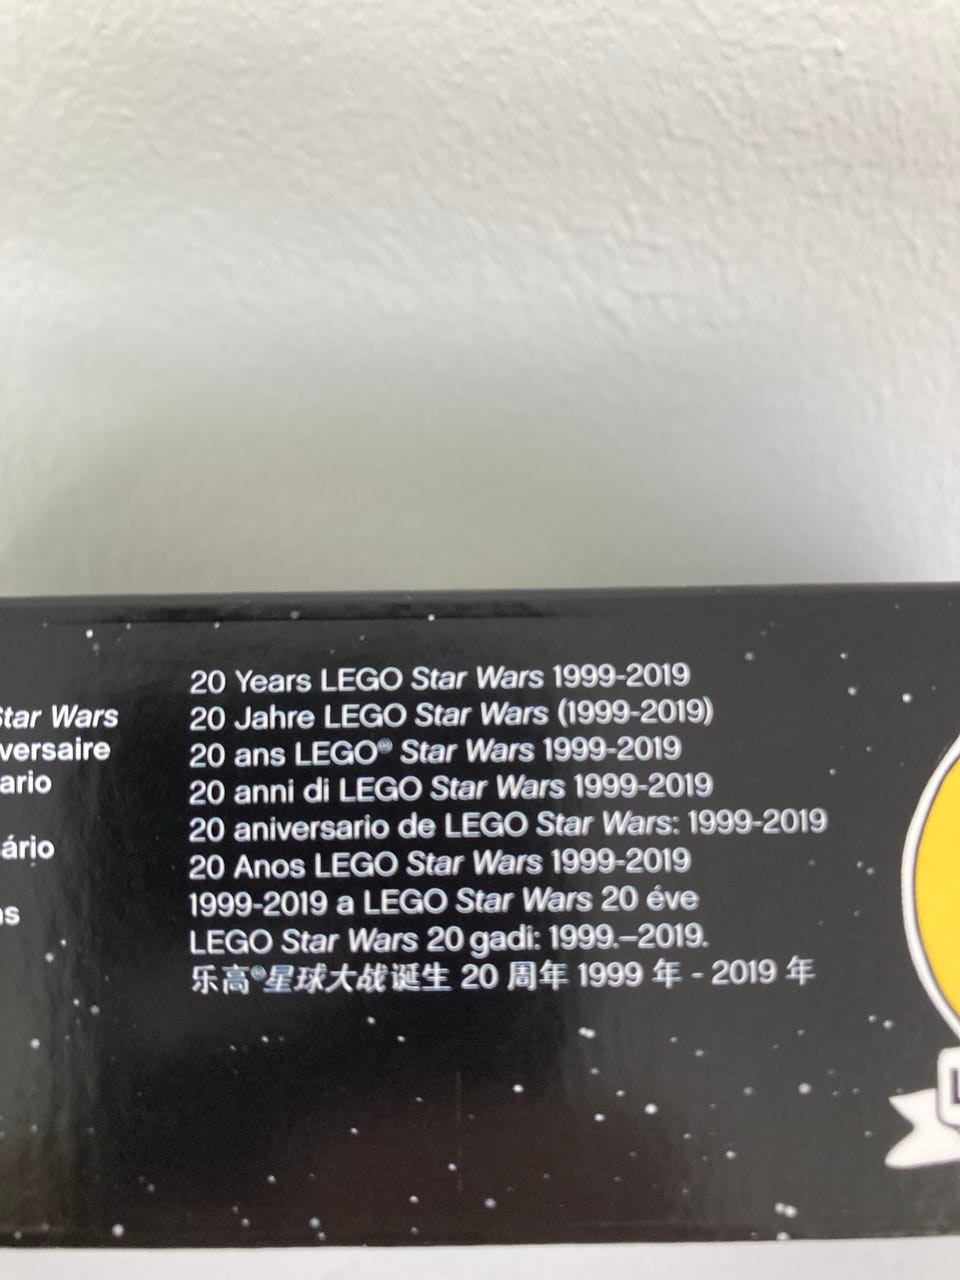 Star Wars
versaire
ario
ário
ns
20 Years LEGO Star Wars 1999-2019
20 Jahre LEGO Star Wars (1999-2019)
20 ans LEGO® Star Wars 1999-2019
20 anni di LEGO Star Wars 1999-2019
20 aniversario de LEGO Star Wars: 1999-2019
20 Anos LEGO Star Wars 1999-2019
1999-2019 a LEGO Star Wars 20 éve
LEGO Star Wars 20 gadi: 1999.–2019.
乐高®星球大战诞生 20 周年 1999 年 - 2019 年
L